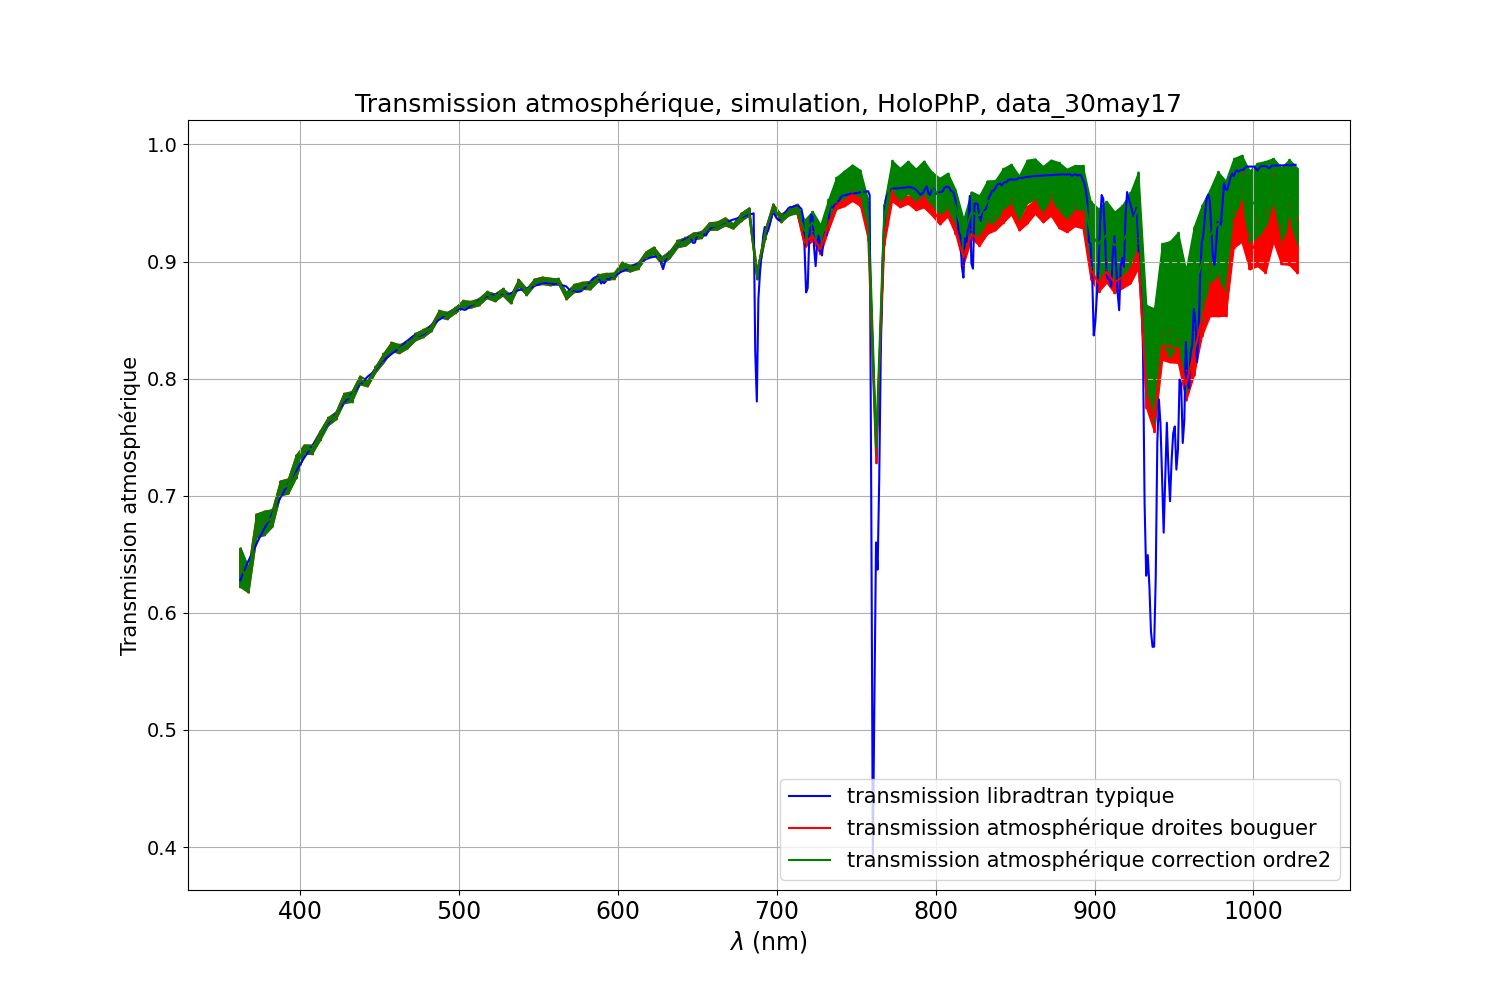 Transmission atmosphérique, simulation, HoloPhP, data_30may17
Transmission atmosphérique
1.0
0.9
0.8
0.7
0.6
0.5
0.4
transmission libradtran typique
transmission atmosphérique droites bouguer
transmission atmosphérique correction ordre2
400 500 600 700 800 900 1000
λ (nm)